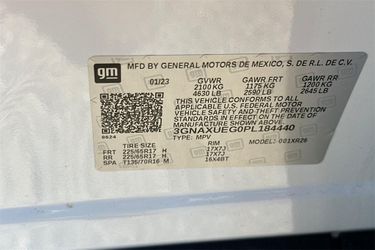 gm
MFD BY GENERAL MOTORS DE MEXICO, S. DE R.L. DE C.V.
01/23 GVWR GAWR FRT GAWR RR
2100 KG 1175 KG 1200 KG
4630 LB 2590 LB 2645 LB
THIS VEHICLE CONFORMS TO ALL
APPLICABLE U.S. FEDERAL MOTOR
VEHICLE SAFETY AND THEFT PREVENTION
STANDARDS IN EFFECT ON THE DATE OF
MANUFACTURE SHOWN ABOVE.
3GNAXUEG0PL184440
TYPE: MPV MODEL:
TIRE SIZE RIM
FRT 225/65R17 H 17X7J
RR 225/65R17 H 17X7J
SPA T135/70R16 M 16X4BT